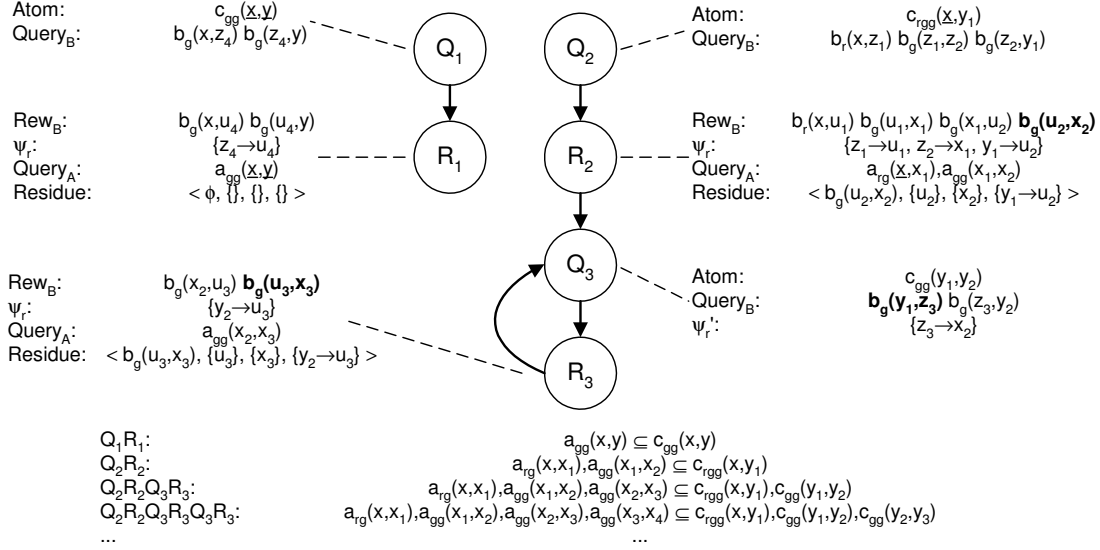 Atom: c_gg(x,y)
Query_B: b_g(x,z_4) b_g(z_4,y)
Q_1
Q_2
Atom: c_rgg(x,y_1)
Query_B: b_r(x,z_1) b_g(z_1,z_2) b_g(z_2,y_1)
Rew_B: b_g(x,u_4) b_g(u_4,y)
ψ_r: {z_4→u_4}
Query_A: a_gg(x,y)
Residue: < ϕ, {}, {}, {} >
R_1
R_2
Rew_B: b_r(x,u_1) b_g(u_1,x_1) b_g(x_1,u_2) b_g(u_2,x_2)
ψ_r: {z_1→u_1, z_2→x_1, y_1→u_2}
Query_A: a_rg(x,x_1),a_gg(x_1,x_2)
Residue: < b_g(u_2,x_2), {u_2}, {x_2}, {y_1→u_2} >
Rew_B: b_g(x_2,u_3) b_g(u_3,x_3)
ψ_r: {y_2→u_3}
Query_A: a_gg(x_2,x_3)
Residue: < b_g(u_3,x_3), {u_3}, {x_3}, {y_2→u_3} >
Q_3
R_3
Atom: c_gg(y_1,y_2)
Query_B: b_g(y_1,z_3) b_g(z_3,y_2)
ψ_r': {z_3→x_2}
Q_1R_1: a_gg(x,y) ⊆ c_gg(x,y)
Q_2R_2: a_rg(x,x_1),a_gg(x_1,x_2) ⊆ c_rgg(x,y_1)
Q_2R_2Q_3R_3: a_rg(x,x_1),a_gg(x_1,x_2),a_gg(x_2,x_3) ⊆ c_rgg(x,y_1),c_gg(y_1,y_2)
Q_2R_2Q_3R_3Q_3R_3: a_rg(x,x_1),a_gg(x_1,x_2),a_gg(x_2,x_3),a_gg(x_3,x_4) ⊆ c_rgg(x,y_1),c_gg(y_1,y_2),c_gg(y_2,y_3)
... ...